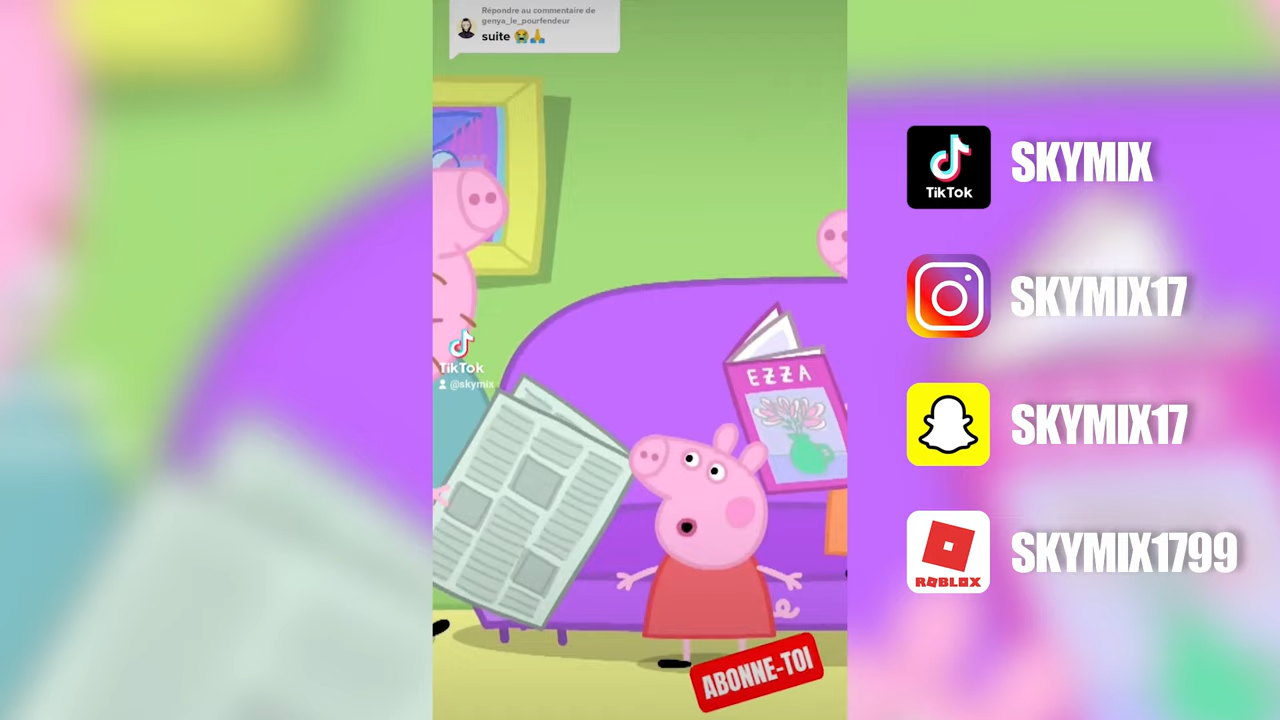 Répondre au commentaire de
genya_le_pourfendeur
suite 😭🙏
TikTok
@skymix
EZZA
ABONNE-TOI
TikTok
SKYMIX
SKYMIX17
SKYMIX17
ROBLOX
SKYMIX1799